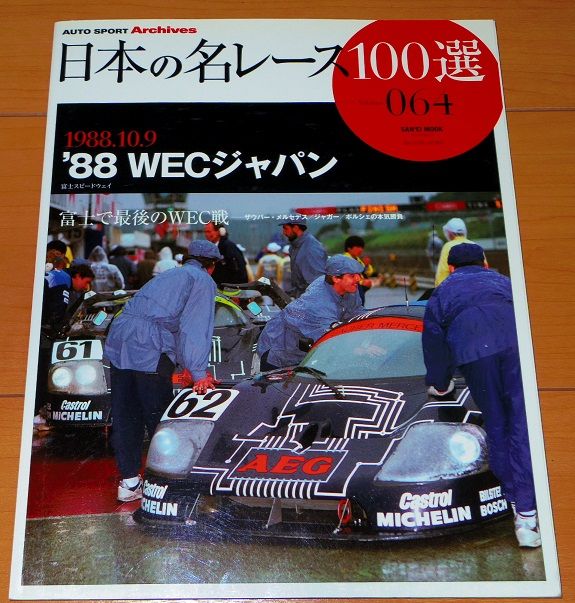 AUTO SPORT Archives
日本の名レース100選
064
SAN'EI MOOK
1988.10.9
'88 WECジャパン
富士スピードウェイ
富士で最後のWEC戦
ザウバー・メルセデス/ジャガー/ポルシェの本気勝負
61
Castrol
MICHELIN
62
AEG
Castrol
MICHELIN
Castrol
MICHELIN
BILSTEIN
BOSCH